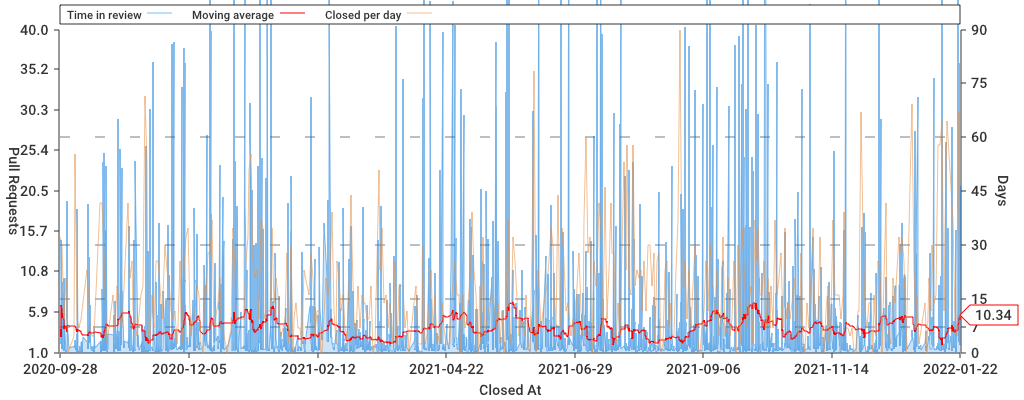 Time in review Moving average Closed per day
40.0 90
35.2 75
30.3
25.4 60
20.5 45
15.7 30
10.8 15
5.9 10.34
7
1.0 0
Pull Requests
Days
2020-09-28 2020-12-05 2021-02-12 2021-04-22 2021-06-29 2021-09-06 2021-11-14 2022-01-22
Closed At